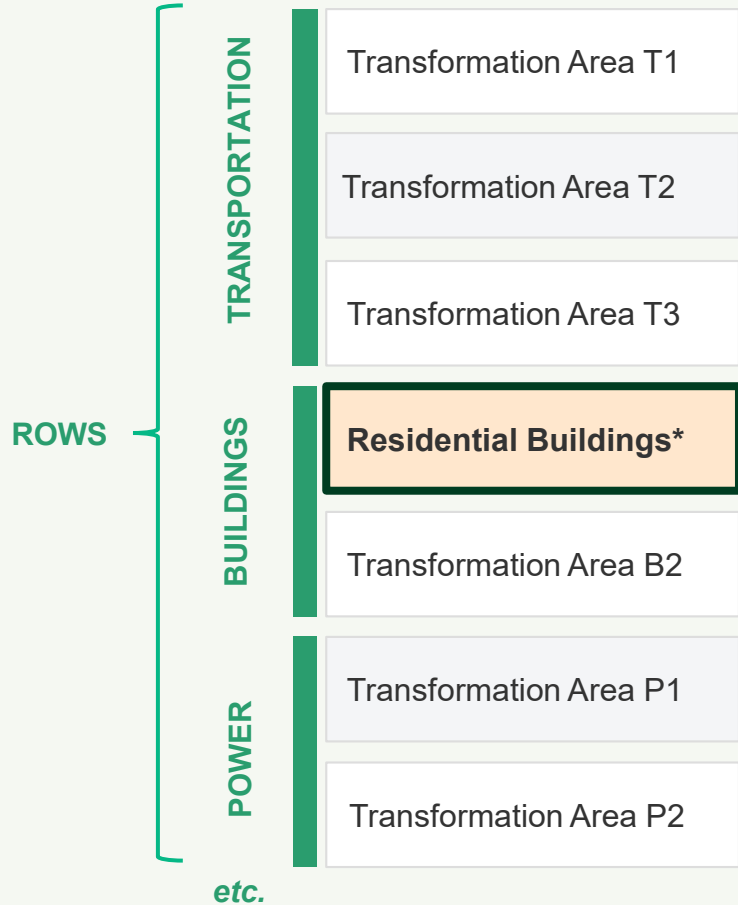 ROWS
TRANSPORTATION
Transformation Area T1
Transformation Area T2
Transformation Area T3
BUILDINGS
Residential Buildings*
Transformation Area B2
POWER
Transformation Area P1
Transformation Area P2
etc.